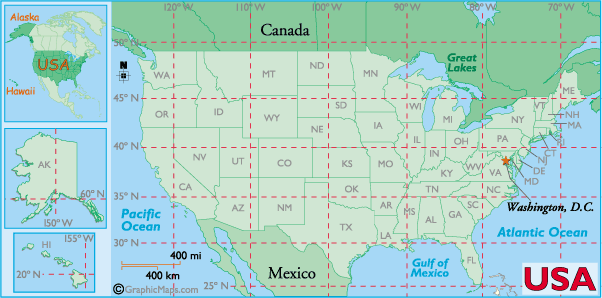 Alaska
USA
Hawaii
AK
60° N
150° W
155° W
HI
20° N
120° W
110° W
100° W
90° W
80° W
70° W
50° N
45° N
40° N
35° N
30° N
25° N
Canada
Great
Lakes
N
WA
MT
ND
MN
ME
OR
ID
WY
SD
WI
MI
NY
VT
NH
MA
NE
IA
PA
RI
CT
NJ
DE
MD
NV
UT
CO
KS
MO
IL
IN
OH
WV
VA
KY
CA
AZ
NM
OK
AR
TN
NC
SC
TX
LA
MS
AL
GA
FL
Washington, D.C.
Pacific
Ocean
Atlantic Ocean
Gulf of
Mexico
Mexico
400 mi
400 km
©GraphicMaps.com
USA